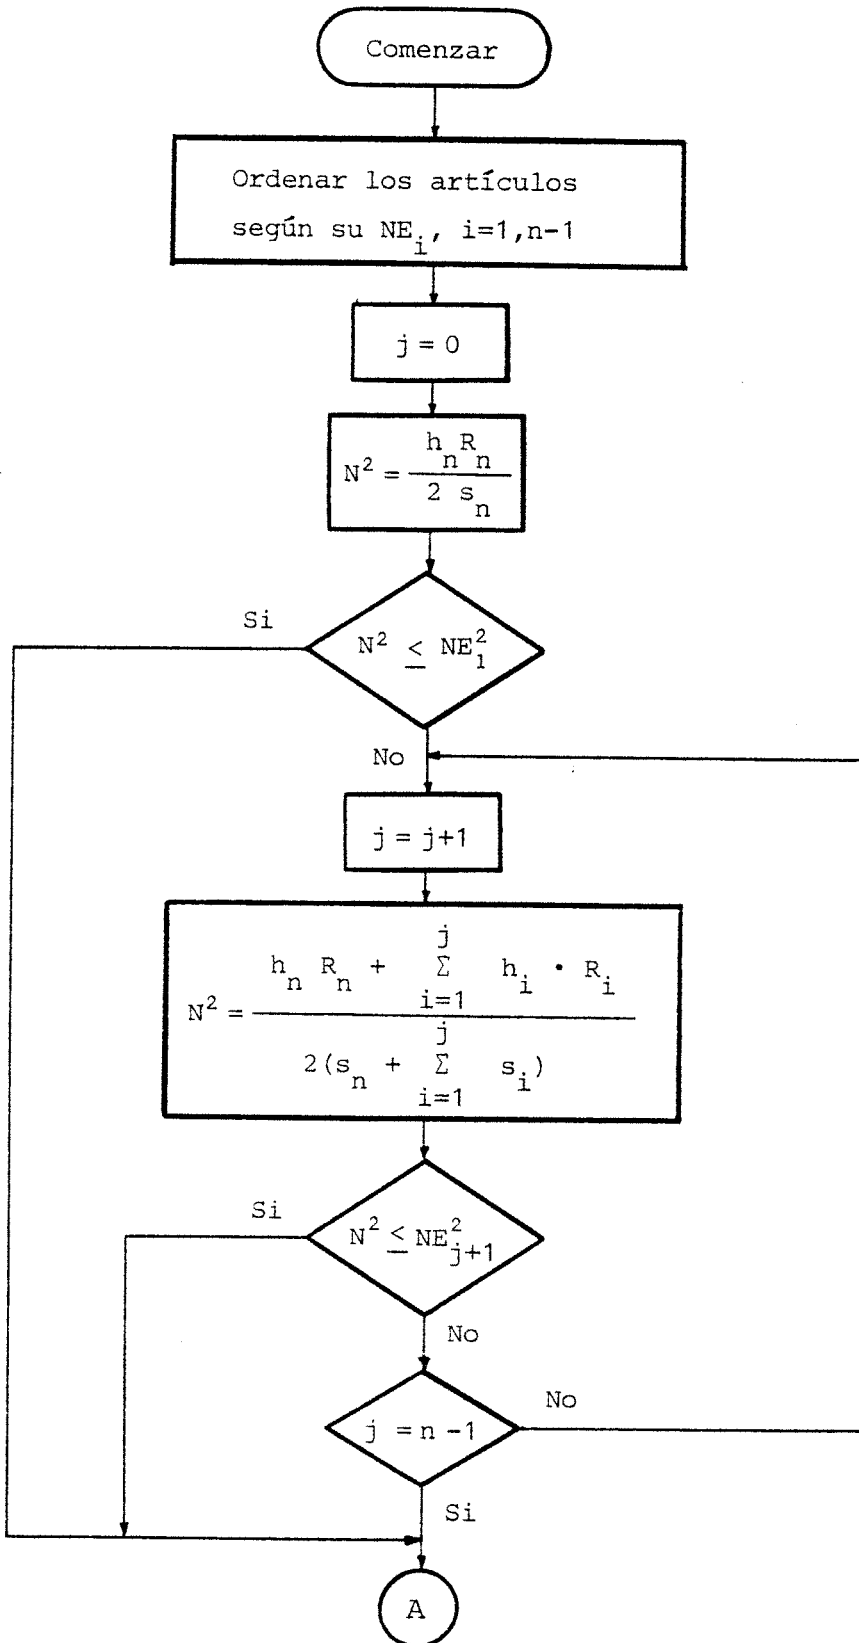 Comenzar
Ordenar los artículos
según su NE_i, i=1,n-1
j = 0
N² = h_n R_n / 2 s_n
Si
N² ≤ NE₁²
No
j = j+1
N² = (h_n R_n + Σ_{i=1}^{j} h_i · R_i) / 2(s_n + Σ_{i=1}^{j} s_i)
Si
N² ≤ NE²_{j+1}
No
j = n - 1
No
Si
A